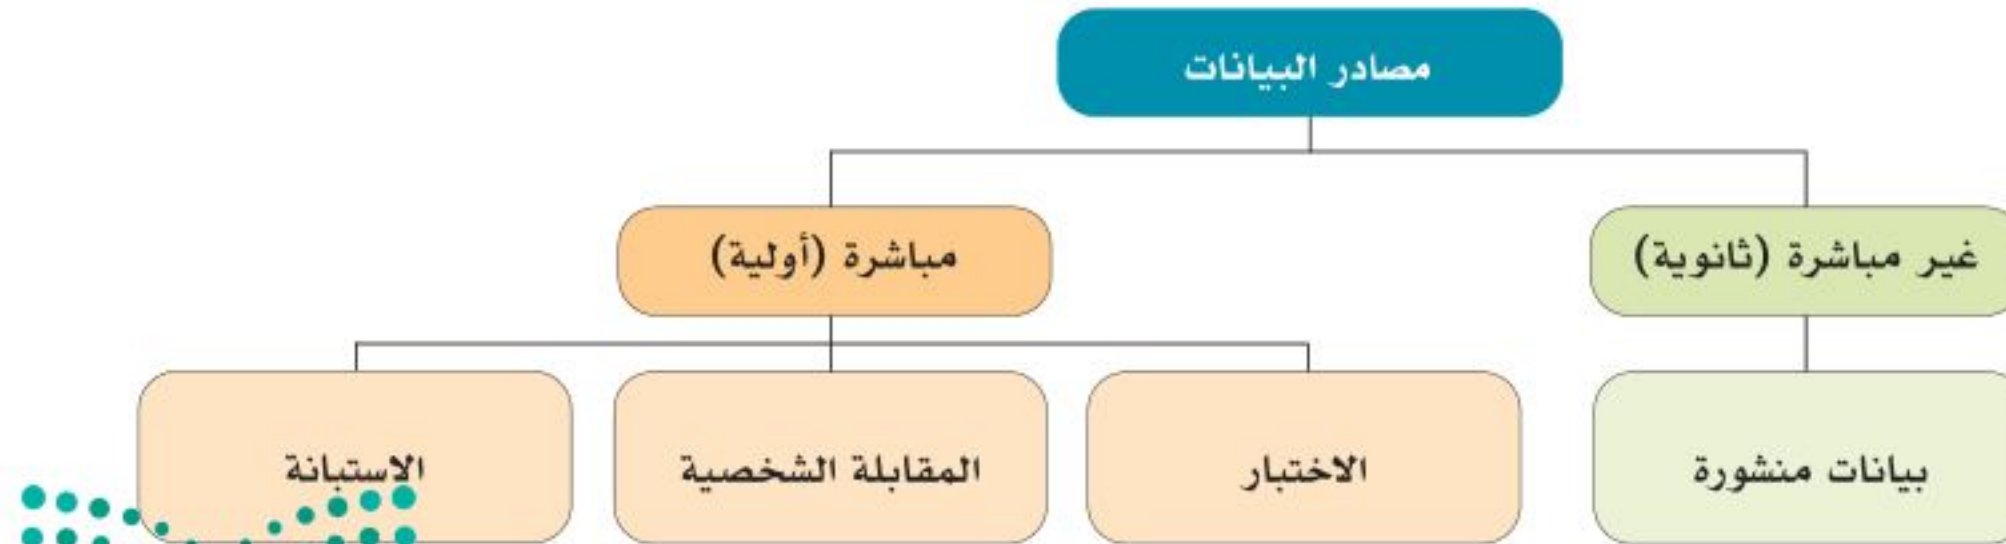 مصادر البيانات
غير مباشرة (ثانوية)
مباشرة (أولية)
بيانات منشورة
الاختبار
المقابلة الشخصية
الاستبانة